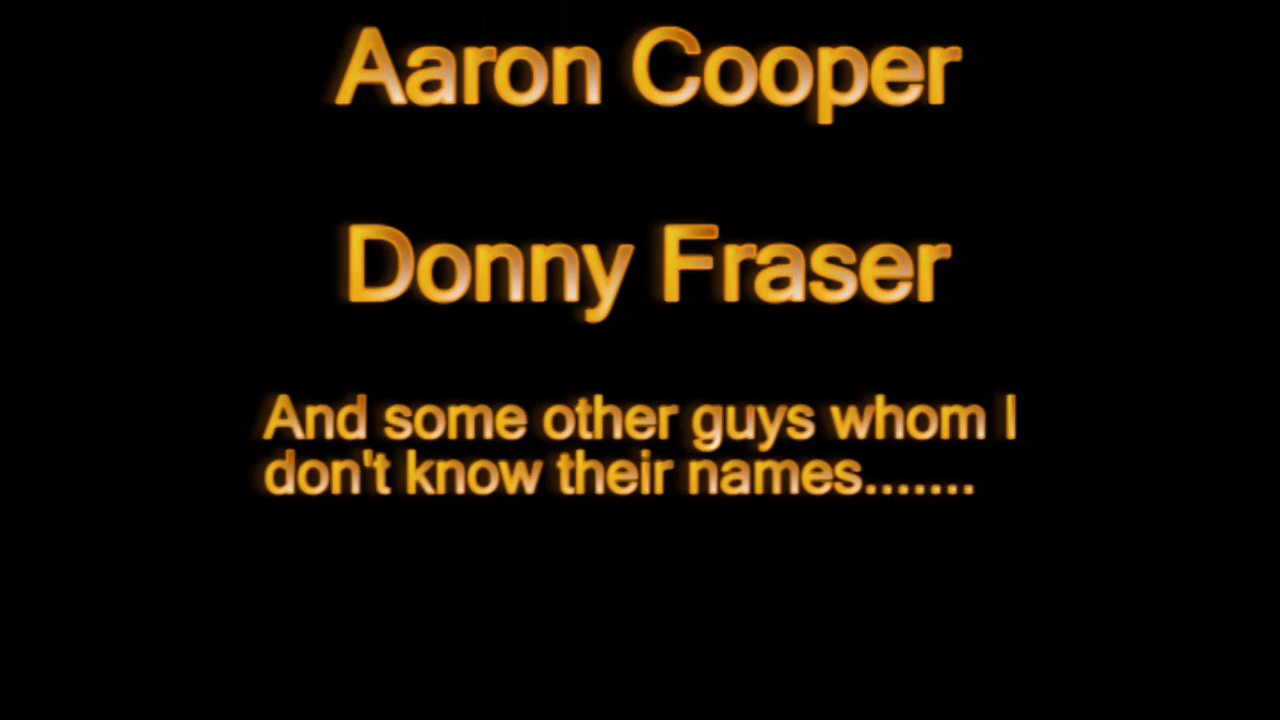 Aaron Cooper
Donny Fraser
And some other guys whom I
don't know their names.......